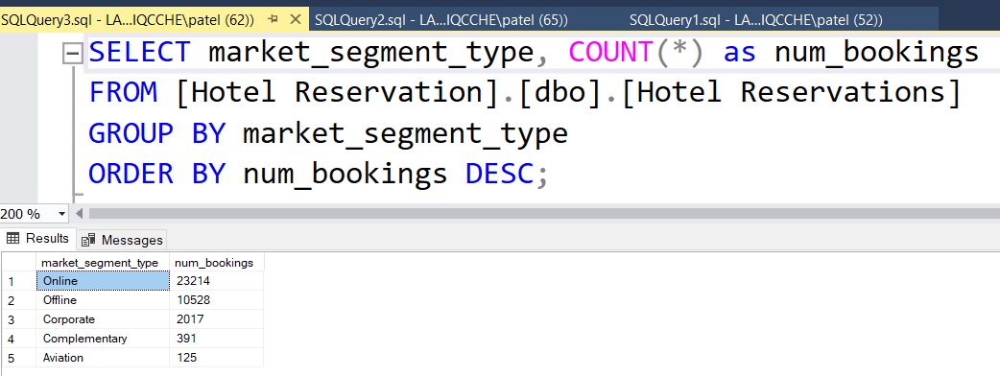 SQLQuery3.sql - LA...IQCCHE\patel (62)) SQLQuery2.sql - LA...IQCCHE\patel (65)) SQLQuery1.sql - LA...IQCCHE\patel (52))
SELECT market_segment_type, COUNT(*) as num_bookings
FROM [Hotel Reservation].[dbo].[Hotel Reservations]
GROUP BY market_segment_type
ORDER BY num_bookings DESC;
200 %
Results Messages
market_segment_type num_bookings
1 Online 23214
2 Offline 10528
3 Corporate 2017
4 Complementary 391
5 Aviation 125